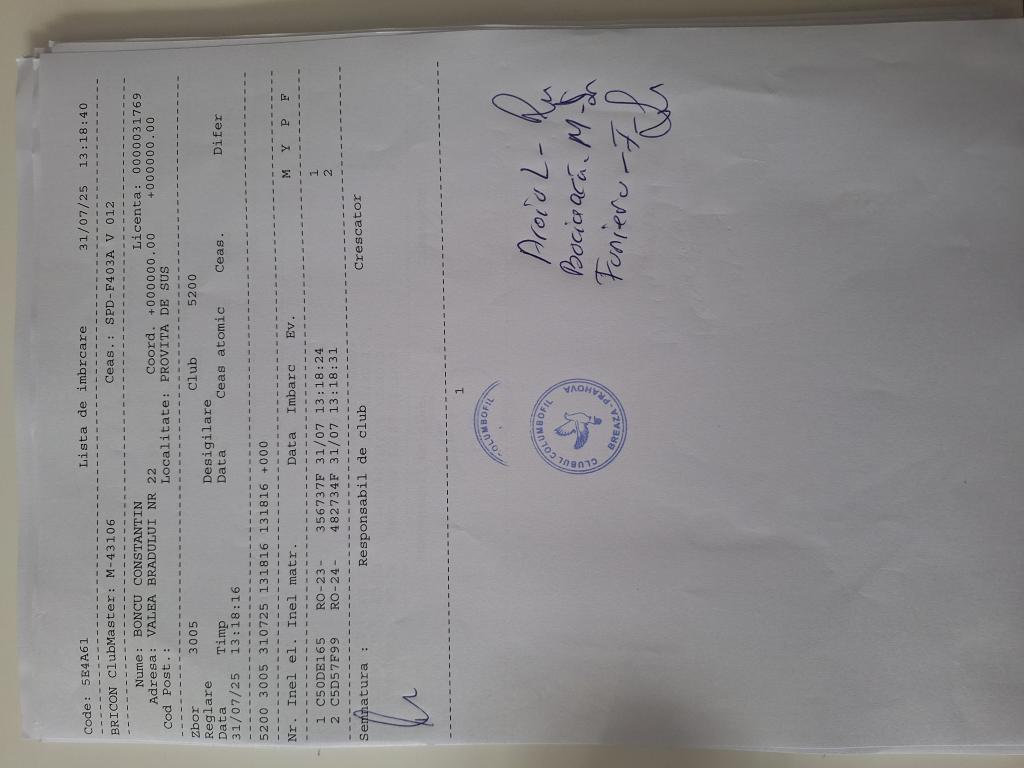 Code: 5E4A61 Lista de imbrcare 31/07/25 13:18:40
BRICON ClubMaster: M-43106 Ceas.: SPD-F403A V 012
Nume: BONCU CONSTANTIN Licenta: 0000031769
Adresa: VALEA BRADULUI NR 22 Coord. +000000.00 +0000000.00
Cod Post.: Localitate: PROVITA DE SUS
Zbor 3005 Club 5200
Reglare Desigilare
Data Timp Data Ceas atomic Ceas. Difer
31/07/25 13:18:16
5200 3005 310725 131816 131816 +000
Nr. Inel el. Inel matr. Data Imbarc Ev. M Y P F
1 C50DE165 RO-23- 356737F 31/07 13:18:24 1
2 C5D57F99 RO-24- 482734F 31/07 13:18:31 2
Semnatura : Responsabil de club Crescator
1
COLUMBOFIL
CLUBUL COLUMBOFIL BREAZA-PRAHOVA
L -
M -
- F